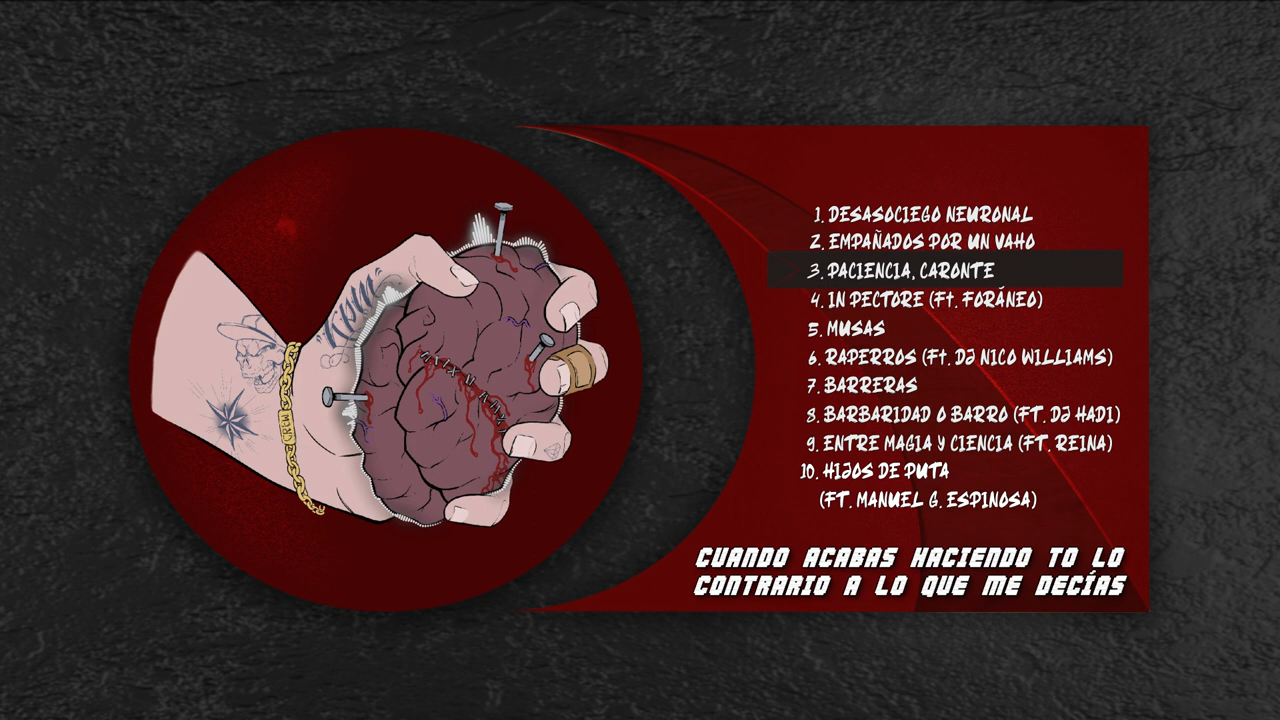 Kpm
1. DESASOCIEGO NEURONAL
2. EMPAÑADOS POR UN VAHO
3. PACIENCIA, CARONTE
4. IN PECTORE (Ft. FORÁNEO)
5. MUSAS
6. RAPERROS (Ft. DJ NICO WILLIAMS)
7. BARRERAS
8. BARBARIDAD O BARRO (FT. DJ HADI)
9. ENTRE MAGIA Y CIENCIA (FT. REINA)
10. HIJOS DE PUTA
(FT. MANUEL G. ESPINOSA)
CUANDO ACABAS HACIENDO TO LO
CONTRARIO A LO QUE ME DECÍAS